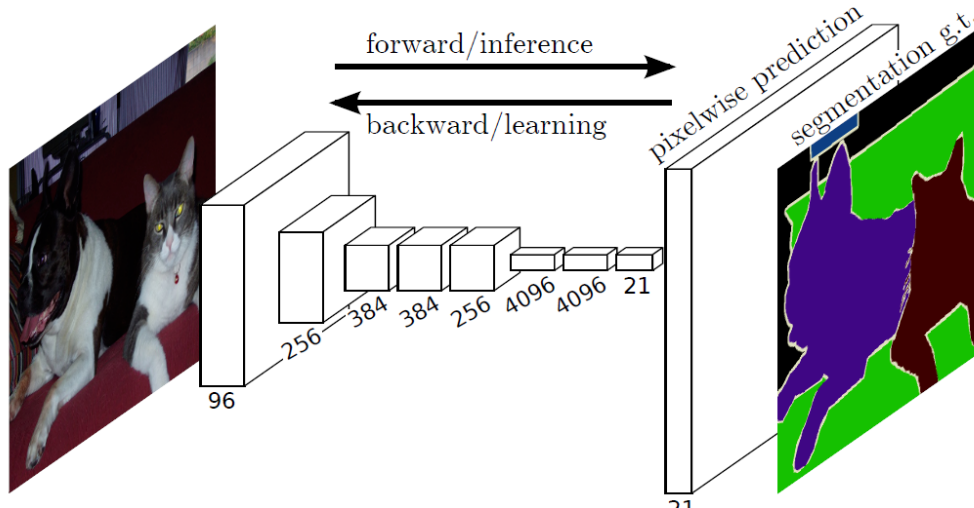 forward/inference
backward/learning
pixelwise prediction
segmentation g.t.
96
256
384
384
256
4096
4096
21
21